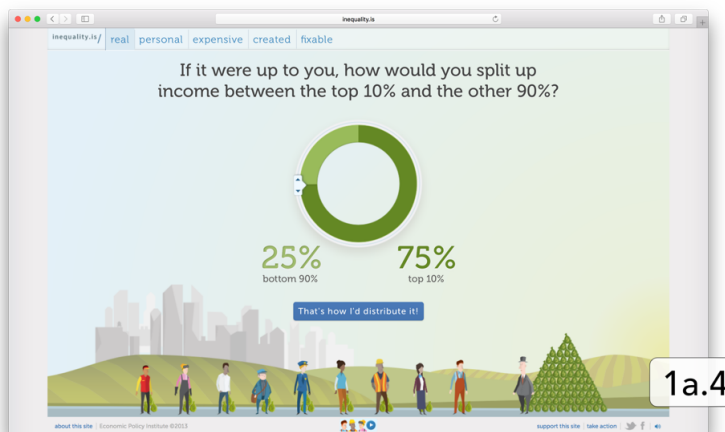 inequality.is
inequality.is/ real personal expensive created fixable
If it were up to you, how would you split up
income between the top 10% and the other 90%?
25% 75%
bottom 90% top 10%
That's how I'd distribute it!
1a.4
about this site Economic Policy Institute ©2013 support this site take action